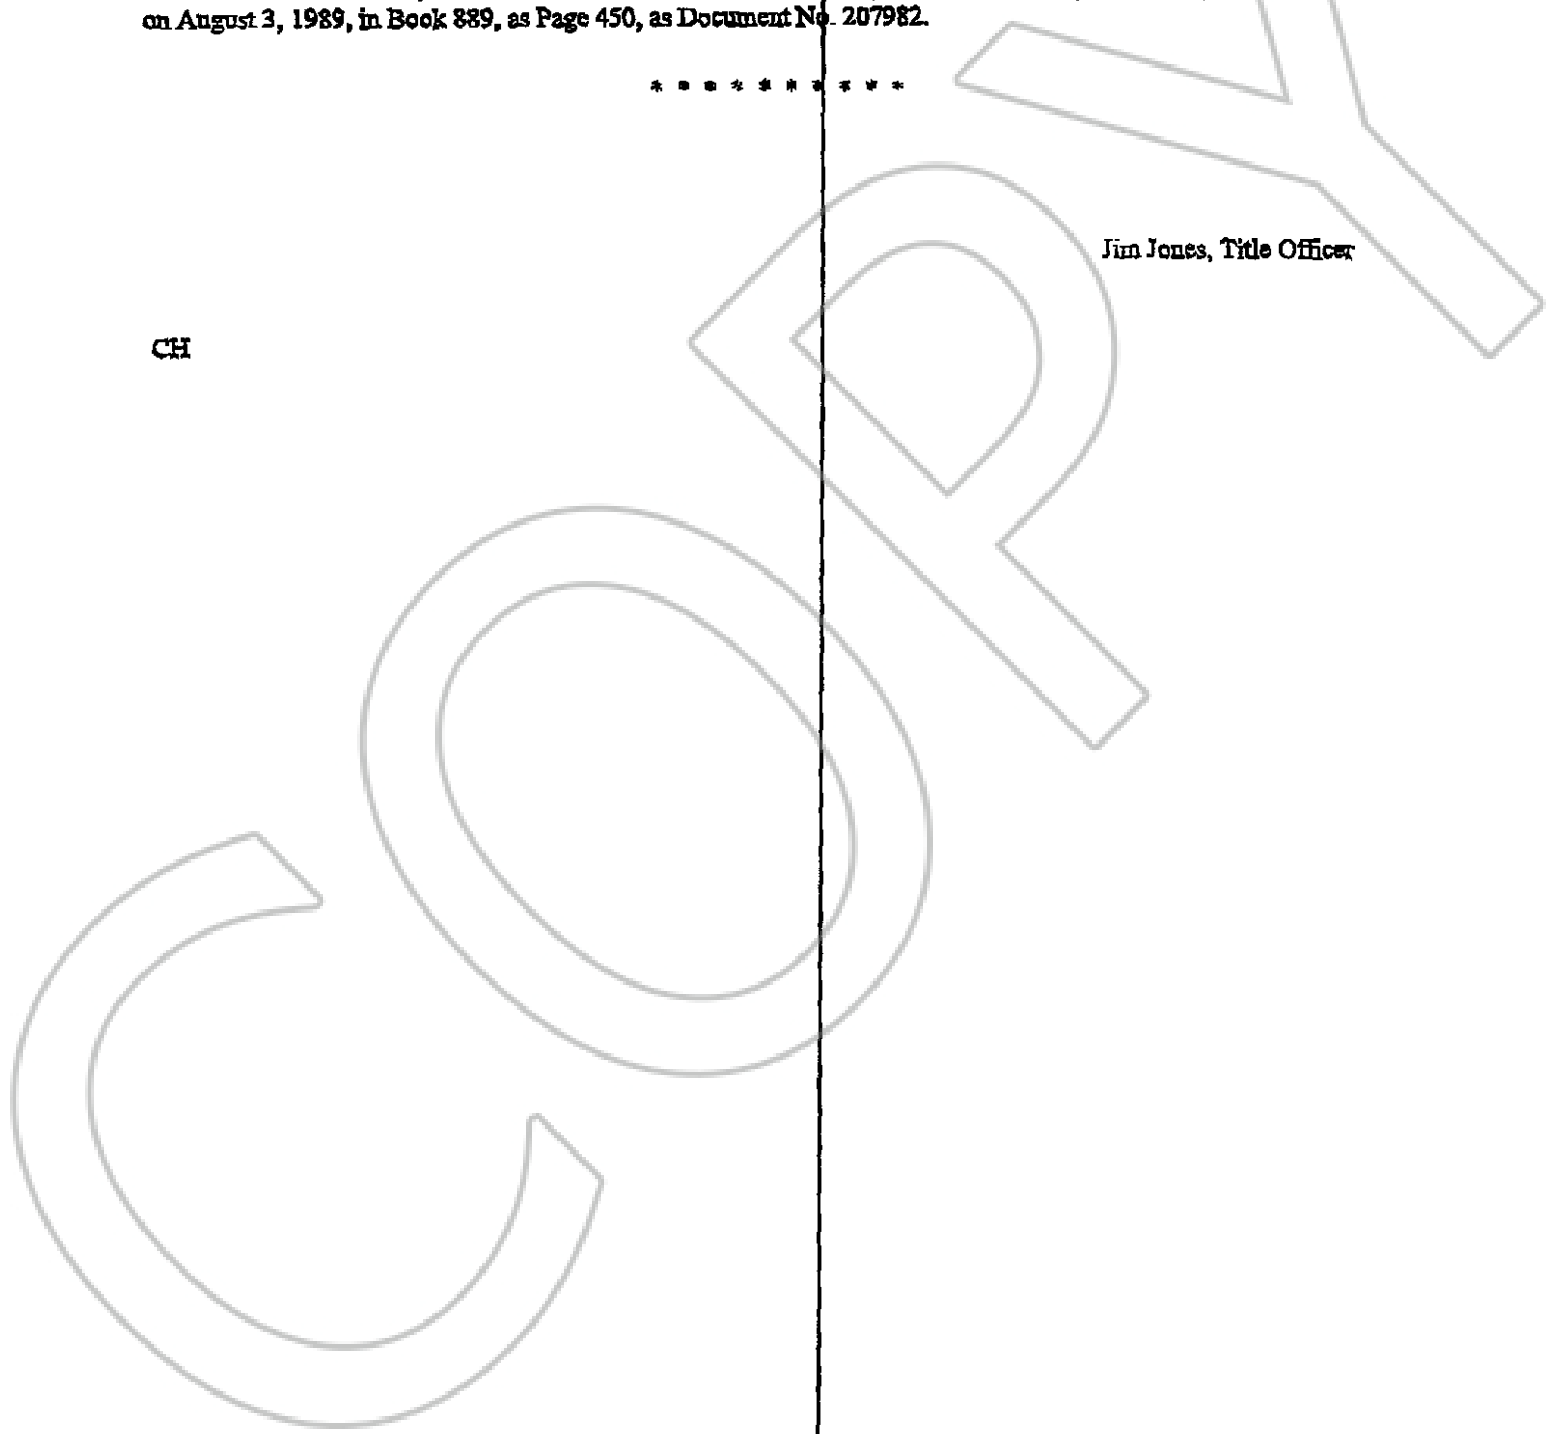 on August 3, 1989, in Book 889, as Page 450, as Document No. 207982.
* * * * * * * * * *
Jim Jones, Title Officer
CH
COPY